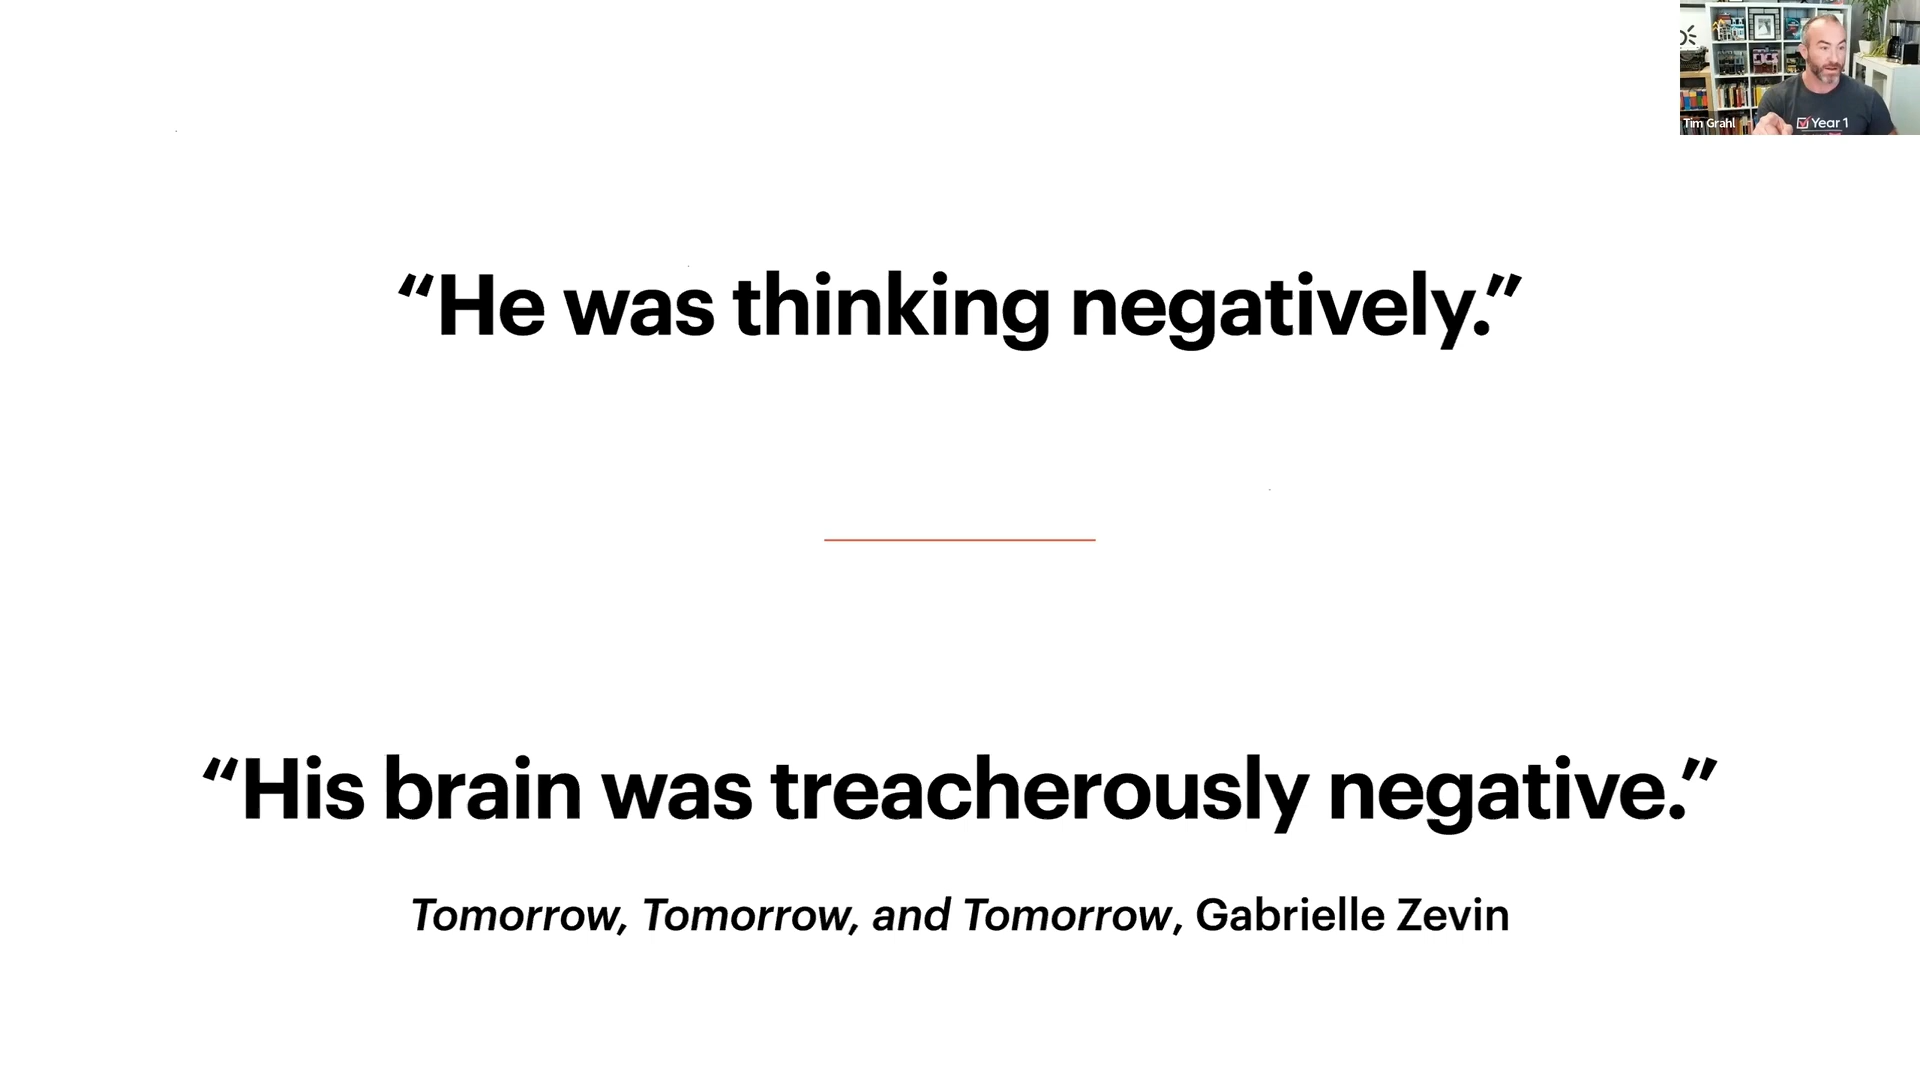 Tim Grahl
Year 1
“He was thinking negatively.”
“His brain was treacherously negative.”
Tomorrow, Tomorrow, and Tomorrow, Gabrielle Zevin